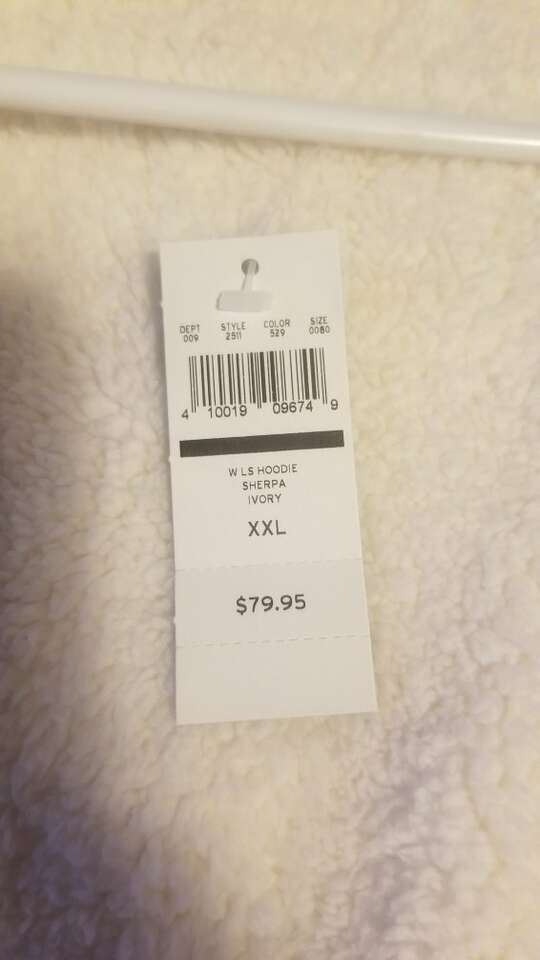 DEPT STYLE COLOR SIZE
009 2511 529 0080
4 10019 09674 9
W LS HOODIE
SHERPA
IVORY
XXL
$79.95